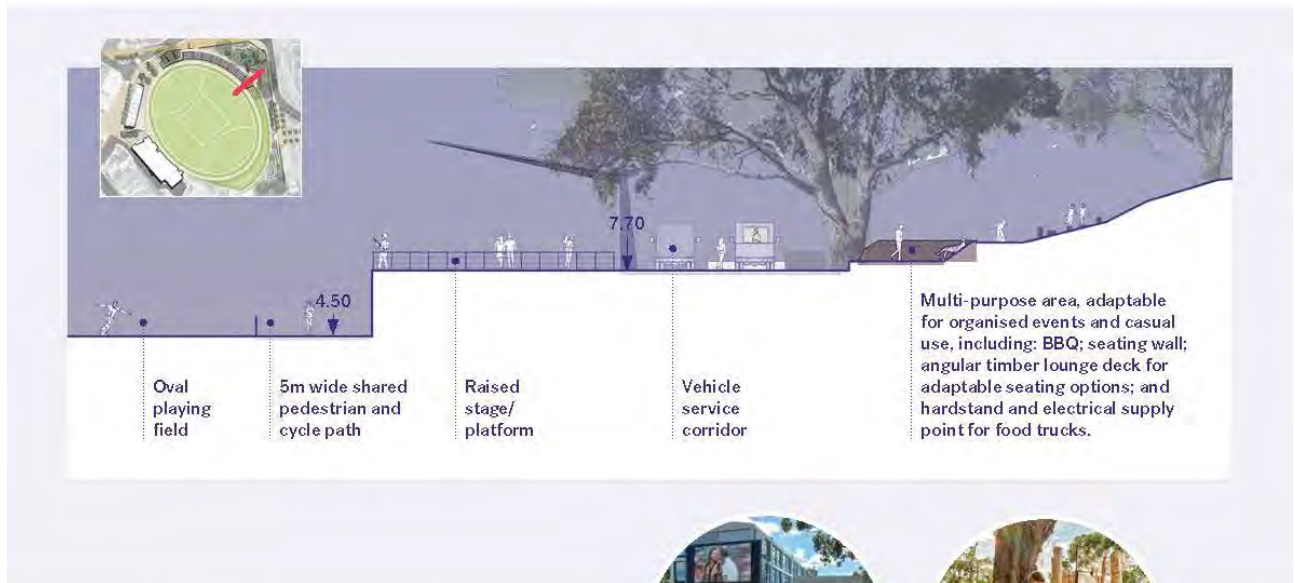 7.70
4.50
Oval
playing
field
5m wide shared
pedestrian and
cycle path
Raised
stage/
platform
Vehicle
service
corridor
Multi-purpose area, adaptable
for organised events and casual
use, including: BBQ; seating wall;
angular timber lounge deck for
adaptable seating options; and
hardstand and electrical supply
point for food trucks.